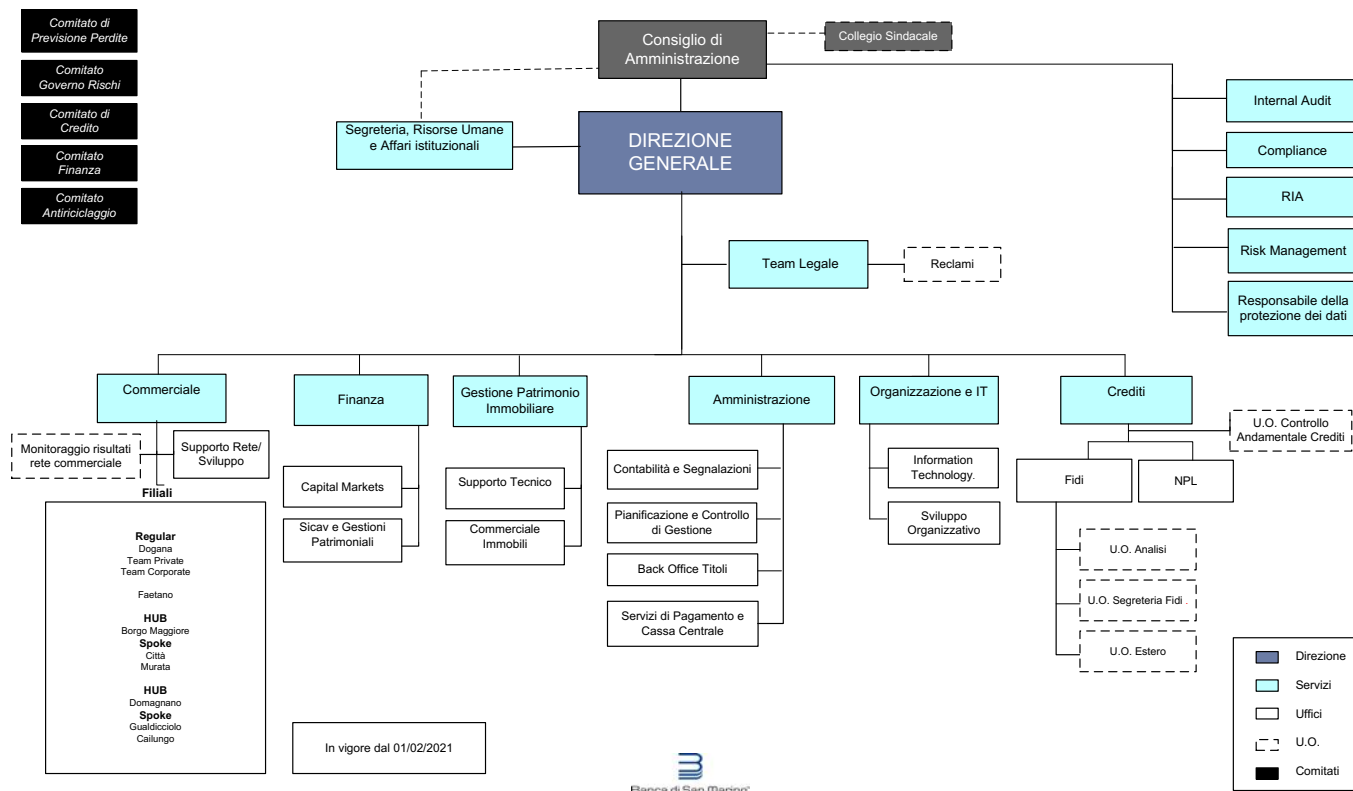 Comitato di
Previsione Perdite
Comitato
Governo Rischi
Comitato di
Credito
Comitato
Finanza
Comitato
Antiriciclaggio
Consiglio di
Amministrazione
Collegio Sindacale
Segreteria, Risorse Umane
e Affari istituzionali
DIREZIONE
GENERALE
Internal Audit
Compliance
RIA
Risk Management
Responsabile della
protezione dei dati
Team Legale
Reclami
Commerciale
Finanza
Gestione Patrimonio
Immobiliare
Amministrazione
Organizzazione e IT
Crediti
Monitoraggio risultati
rete commerciale
Supporto Rete/
Sviluppo
Filiali
Regular
Dogana
Team Private
Team Corporate
Faetano
HUB
Borgo Maggiore
Spoke
Città
Murata
HUB
Domagnano
Spoke
Gualdicciolo
Cailungo
Capital Markets
Sicav e Gestioni
Patrimoniali
Supporto Tecnico
Commerciale
Immobili
Contabilità e Segnalazioni
Pianificazione e Controllo
di Gestione
Back Office Titoli
Servizi di Pagamento e
Cassa Centrale
Information
Technology.
Sviluppo
Organizzativo
U.O. Controllo
Andamentale Crediti
Fidi
NPL
U.O. Analisi
U.O. Segreteria Fidi .
U.O. Estero
In vigore dal 01/02/2021
Banca di San Marino
Direzione
Servizi
Uffici
U.O.
Comitati